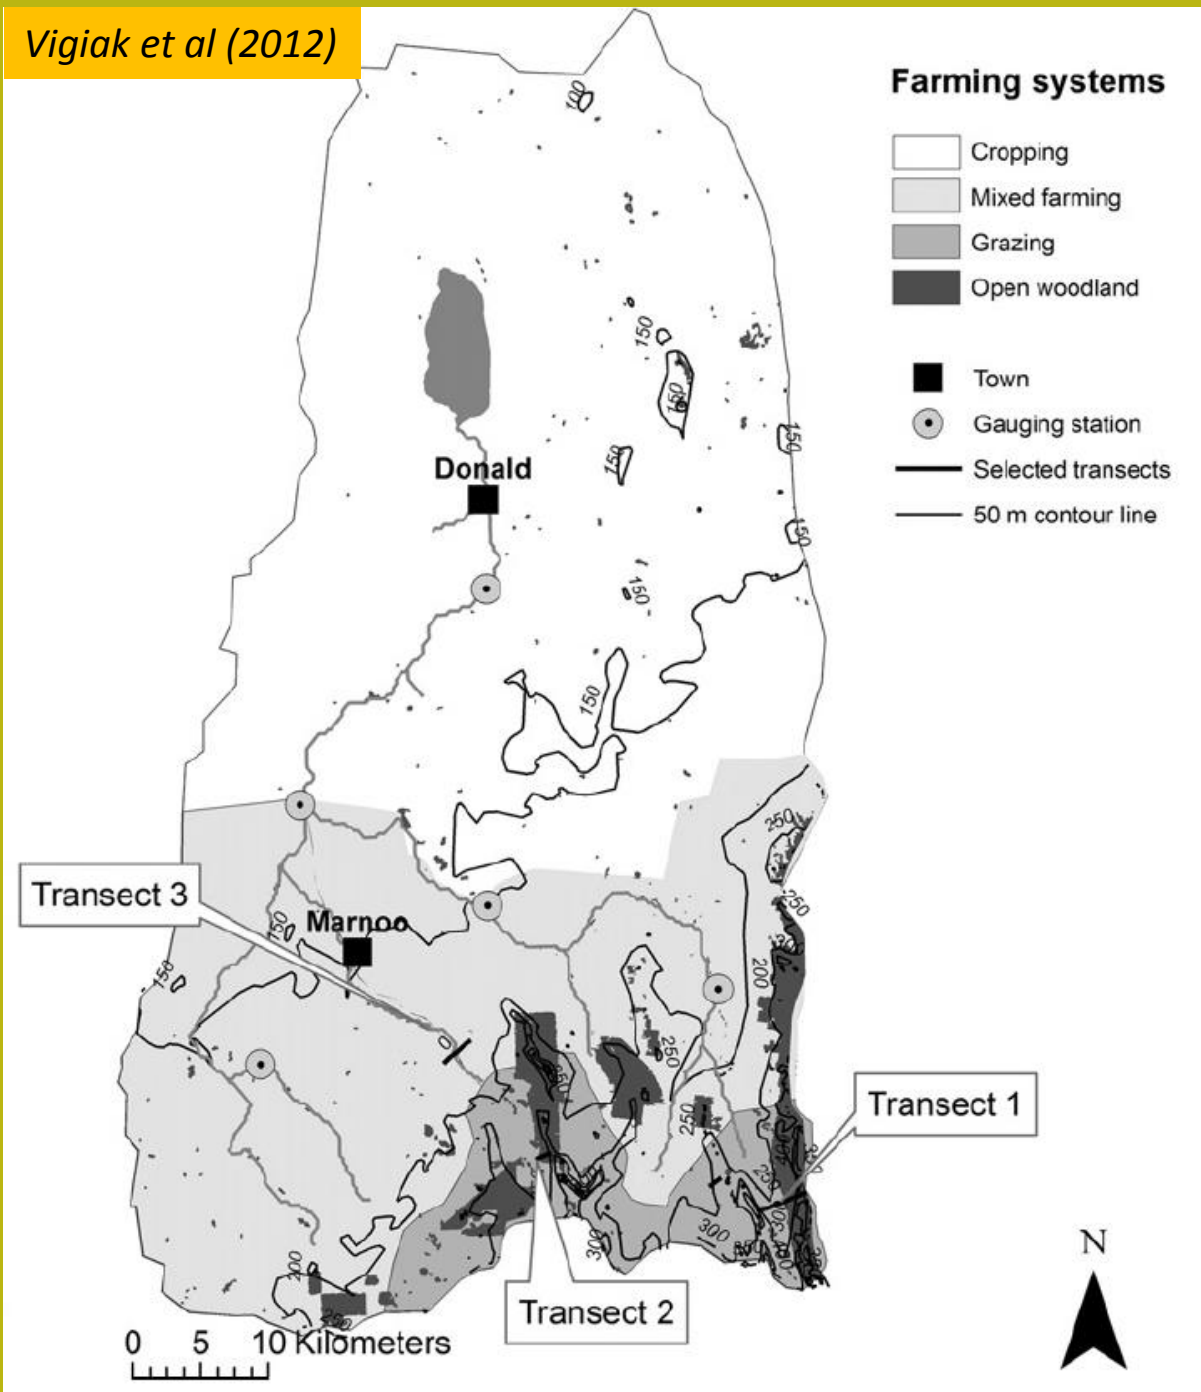 Vigiak et al (2012)
Farming systems
Cropping
Mixed farming
Grazing
Open woodland
Town
Gauging station
Selected transects
50 m contour line
100
150
150
150
150
Donald
150
150
150
250
250
Transect 3
Marnoo
150
150
200
0
250
Transect 1
250
300
300
200
Transect 2
N
0 5 10 Kilometers